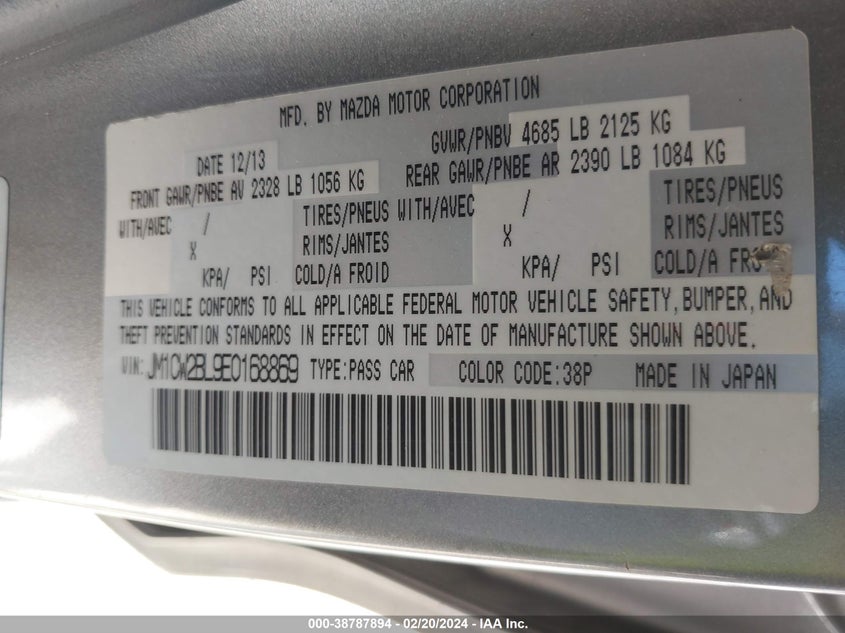 MFD. BY MAZDA MOTOR CORPORATION
DATE 12/13 GVWR/PNBV 4685 LB 2125 KG
FRONT GAWR/PNBE AV 2328 LB 1056 KG REAR GAWR/PNBE AR 2390 LB 1084 KG
WITH/AVEC / TIRES/PNEUS WITH/AVEC / TIRES/PNEUS
X RIMS/JANTES X RIMS/JANTES
KPA/ PSI COLD/A FROID KPA/ PSI COLD/A FROID
THIS VEHICLE CONFORMS TO ALL APPLICABLE FEDERAL MOTOR VEHICLE SAFETY, BUMPER, AND
THEFT PREVENTION STANDARDS IN EFFECT ON THE DATE OF MANUFACTURE SHOWN ABOVE.
VIN: JM1CW2BL9E0168869 TYPE:PASS CAR COLOR CODE:38P MADE IN JAPAN
000-38787894 - 02/20/2024 - IAA Inc.